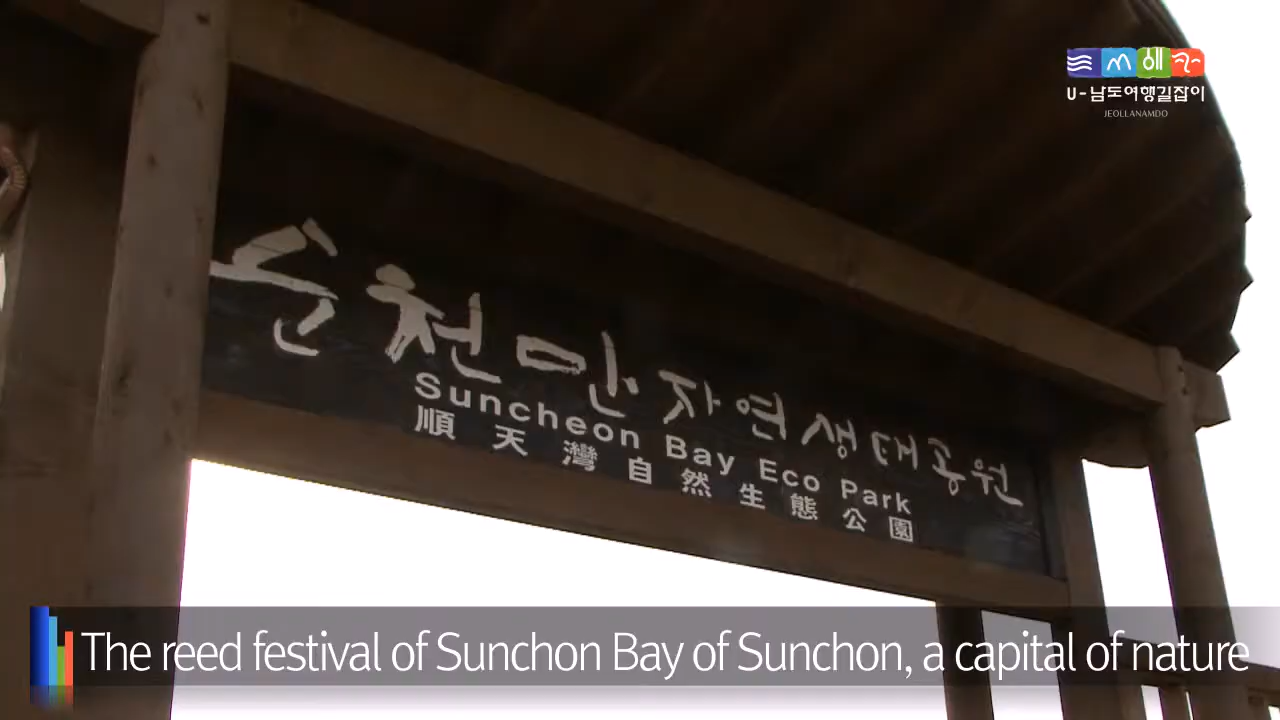 U-남도여행길잡이
JEOLLANAMDO
순천만 자연생태공원
Suncheon Bay Eco Park
順天灣自然生態公園
The reed festival of Sunchon Bay of Sunchon, a capital of nature